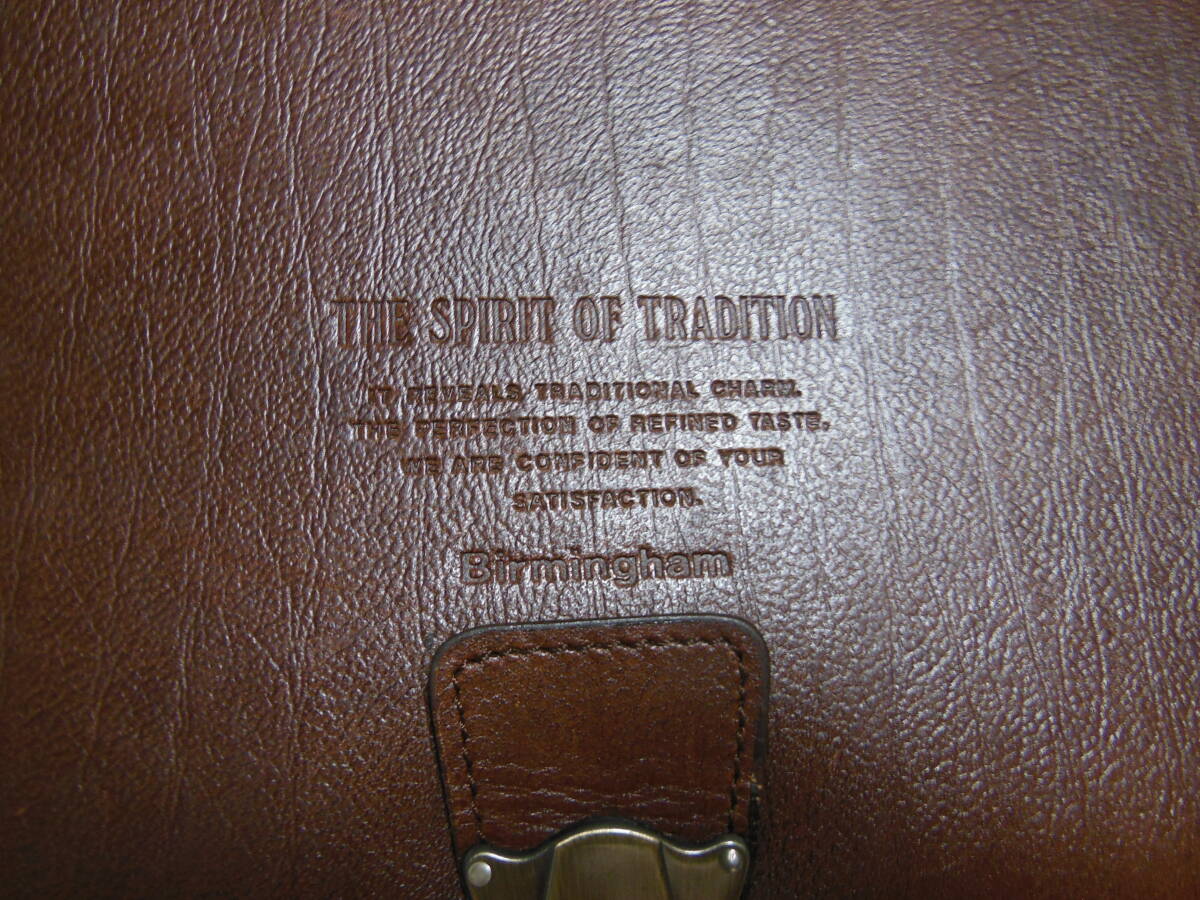 THE SPIRIT OF TRADITION
IT REVEALS TRADITIONAL CHARM.
THE PERFECTION OF REFINED TASTE.
WE ARE CONFIDENT OF YOUR
SATISFACTION.
Birmingham